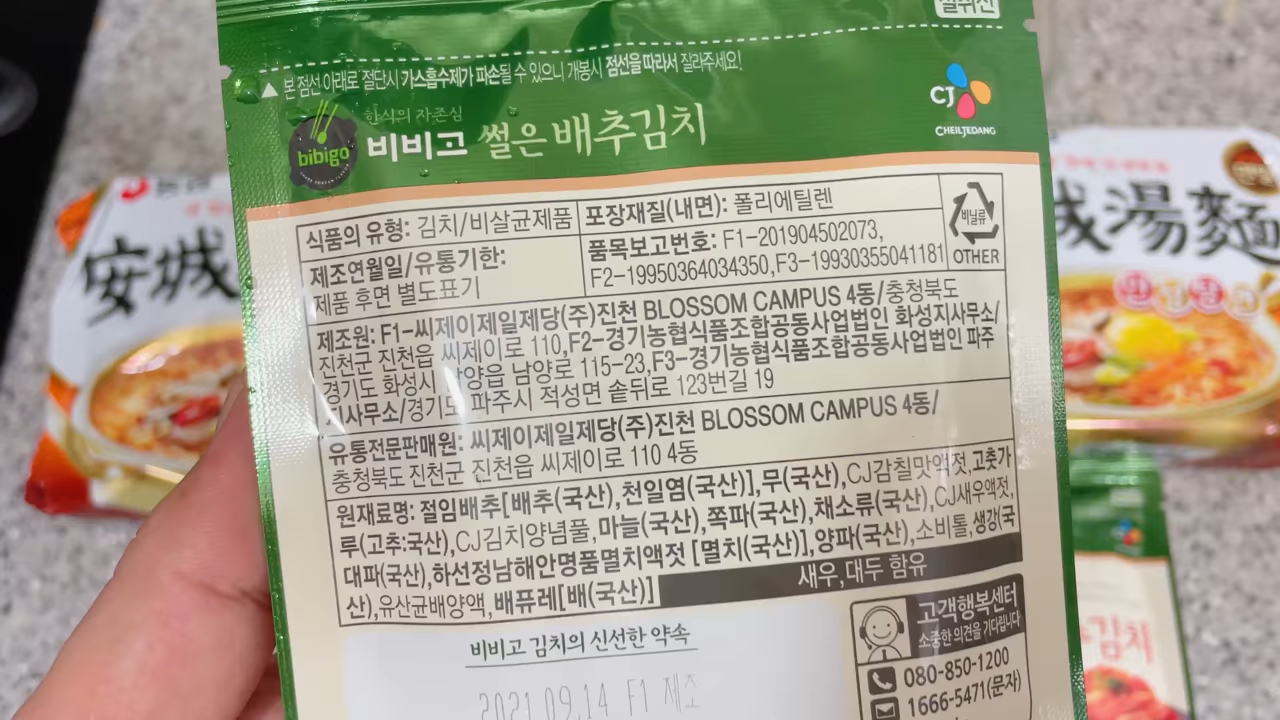 ▲ 본 점선 아래로 절단시 가스흡수제가 파손될 수 있으니 개봉시 점선을 따라서 잘라주세요!
한식의 자존심
bibigo
비비고 썰은배추김치
CJ
CHEILJEDANG
식품의 유형: 김치/비살균제품
포장재질(내면): 폴리에틸렌
제조연월일/유통기한:
제품 후면 별도표기
품목보고번호: F1-201904502073,
F2-19950364034350,F3-19930355041181
비닐류
OTHER
제조원: F1-씨제이제일제당(주)진천 BLOSSOM CAMPUS 4동/충청북도
진천군 진천읍 씨제이로 110,F2-경기농협식품조합공동사업법인 화성지사무소/
경기도 화성시 남양읍 남양로 115-23,F3-경기농협식품조합공동사업법인 파주
지사무소/경기도 파주시 적성면 솥뒤로 123번길 19
유통전문판매원: 씨제이제일제당(주)진천 BLOSSOM CAMPUS 4동/
충청북도 진천군 진천읍 씨제이로 110 4동
원재료명: 절임배추[배추(국산),천일염(국산)],무(국산),CJ감칠맛액젓,고춧가
루(고추:국산),CJ김치양념풀,마늘(국산),쪽파(국산),채소류(국산),CJ새우액젓,
대파(국산),하선정남해안명품멸치액젓 [멸치(국산)],양파(국산),소비톨,생강(국
산),유산균배양액,배퓨레[배(국산)]
새우,대두 함유
비비고 김치의 신선한 약속
2021.09.14 F1 제조
고객행복센터
소중한 의견을 기다립니다
080-850-1200
1666-5471(문자)
安城
湯麵
김치